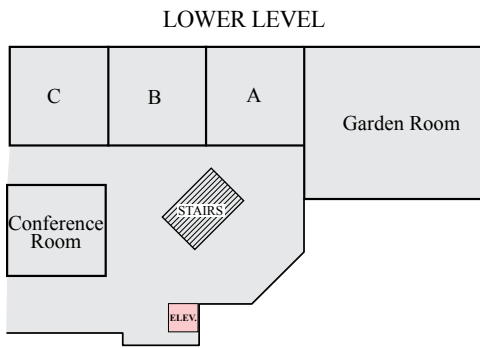 LOWER LEVEL
C
B
A
Garden Room
STAIRS
Conference
Room
ELEV.